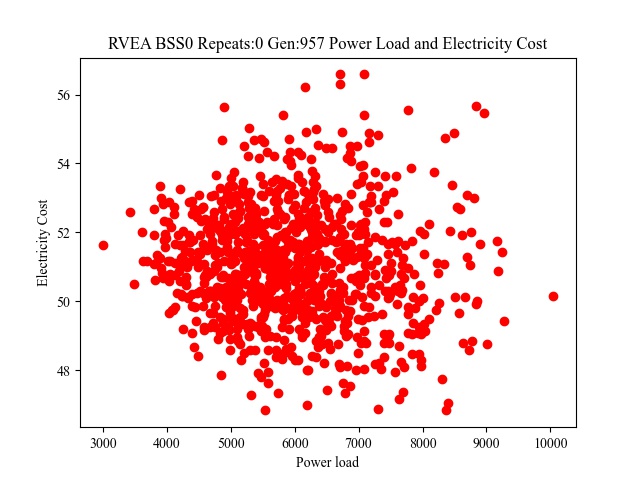 RVEA BSS0 Repeats:0 Gen:957 Power Load and Electricity Cost
56
54
52
50
48
Electricity Cost
3000 4000 5000 6000 7000 8000 9000 10000
Power load